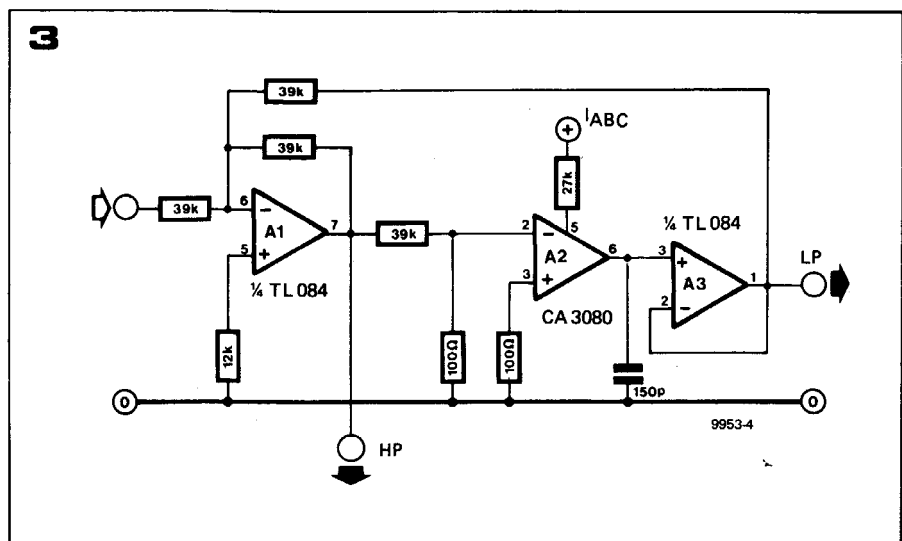 3
39k
39k
39k
6
−
A1
7
5
+
¼ TL 084
12k
39k
100Ω
100Ω
IABC
+
27k
5
2
−
A2
6
3
+
CA 3080
¼ TL 084
3
+
A3
1
2
−
LP
150p
0
0
9953-4
HP